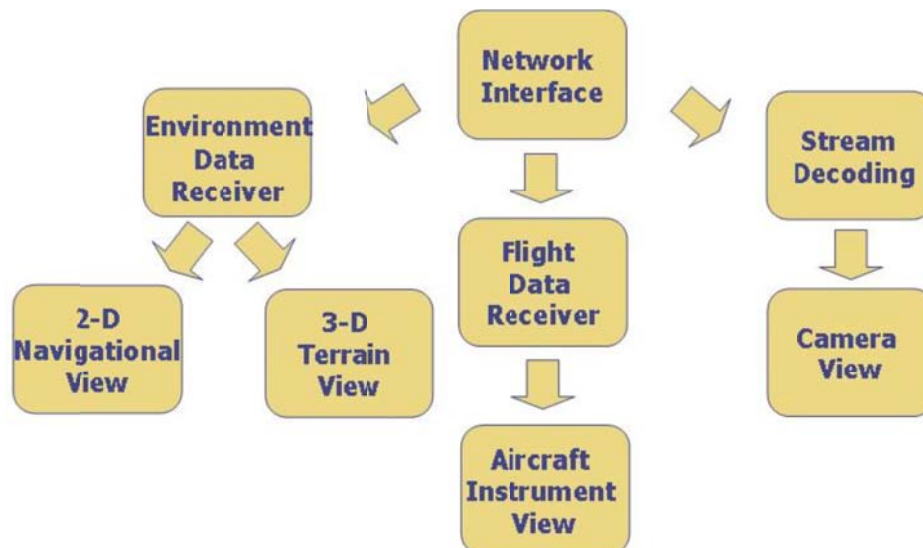 Network
Interface
Environment
Data
Receiver
Stream
Decoding
Flight
Data
Receiver
2-D
Navigational
View
3-D
Terrain
View
Camera
View
Aircraft
Instrument
View